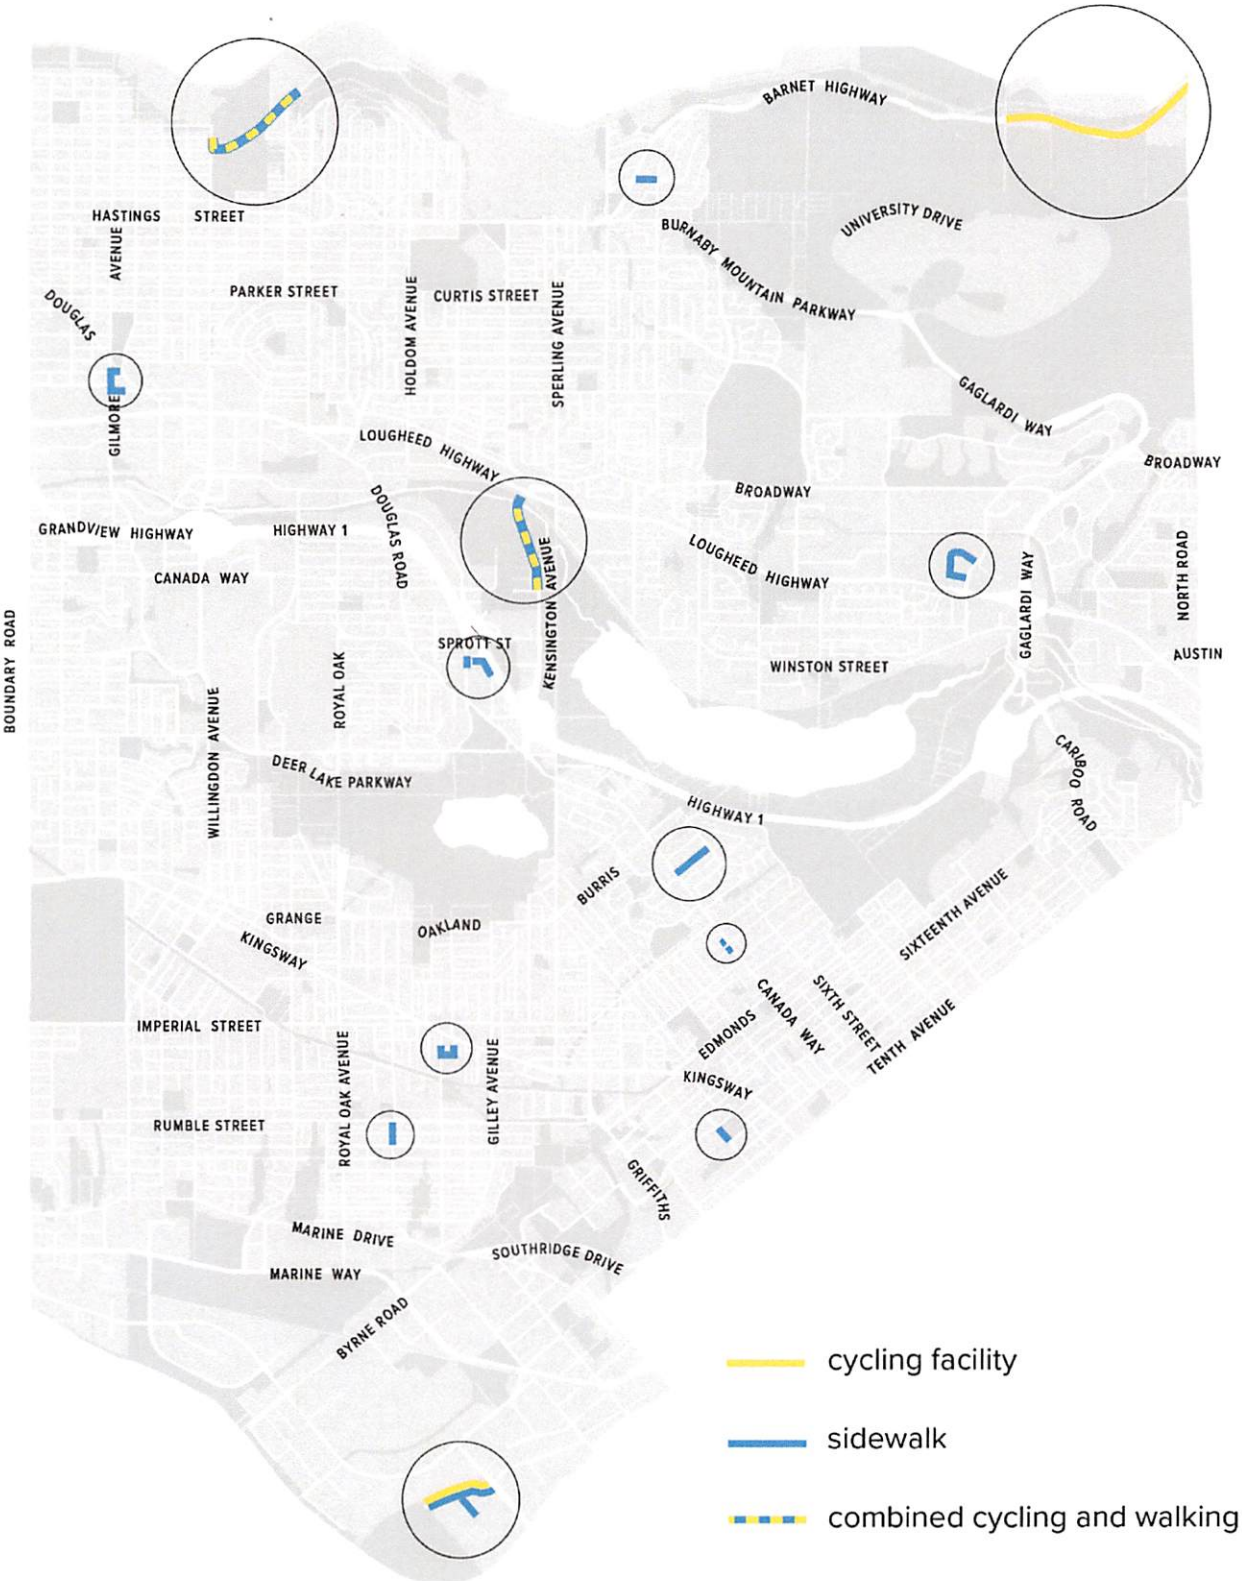 BARNET HIGHWAY
HASTINGS STREET
AVENUE
UNIVERSITY DRIVE
BURNABY MOUNTAIN PARKWAY
DOUGLAS
PARKER STREET
HOLDOM AVENUE
CURTIS STREET
SPERLING AVENUE
GILMORE
GAGLARDI WAY
LOUGHEED HIGHWAY
BROADWAY
BROADWAY
GRANDVIEW HIGHWAY
HIGHWAY 1
DOUGLAS ROAD
KENSINGTON AVENUE
LOUGHEED HIGHWAY
GAGLARDI WAY
NORTH ROAD
CANADA WAY
BOUNDARY ROAD
SPROTT ST
ROYAL OAK
WINSTON STREET
AUSTIN
WILLINGDON AVENUE
DEER LAKE PARKWAY
CARIBOO ROAD
HIGHWAY 1
BURRIS
GRANGE
OAKLAND
SIXTEENTH AVENUE
KINGSWAY
IMPERIAL STREET
EDMONDS
CANADA WAY
SIXTH STREET
TENTH AVENUE
ROYAL OAK AVENUE
GILLEY AVENUE
KINGSWAY
RUMBLE STREET
GRIFFITHS
MARINE DRIVE
SOUTHRIDGE DRIVE
MARINE WAY
BYRNE ROAD
cycling facility
sidewalk
combined cycling and walking